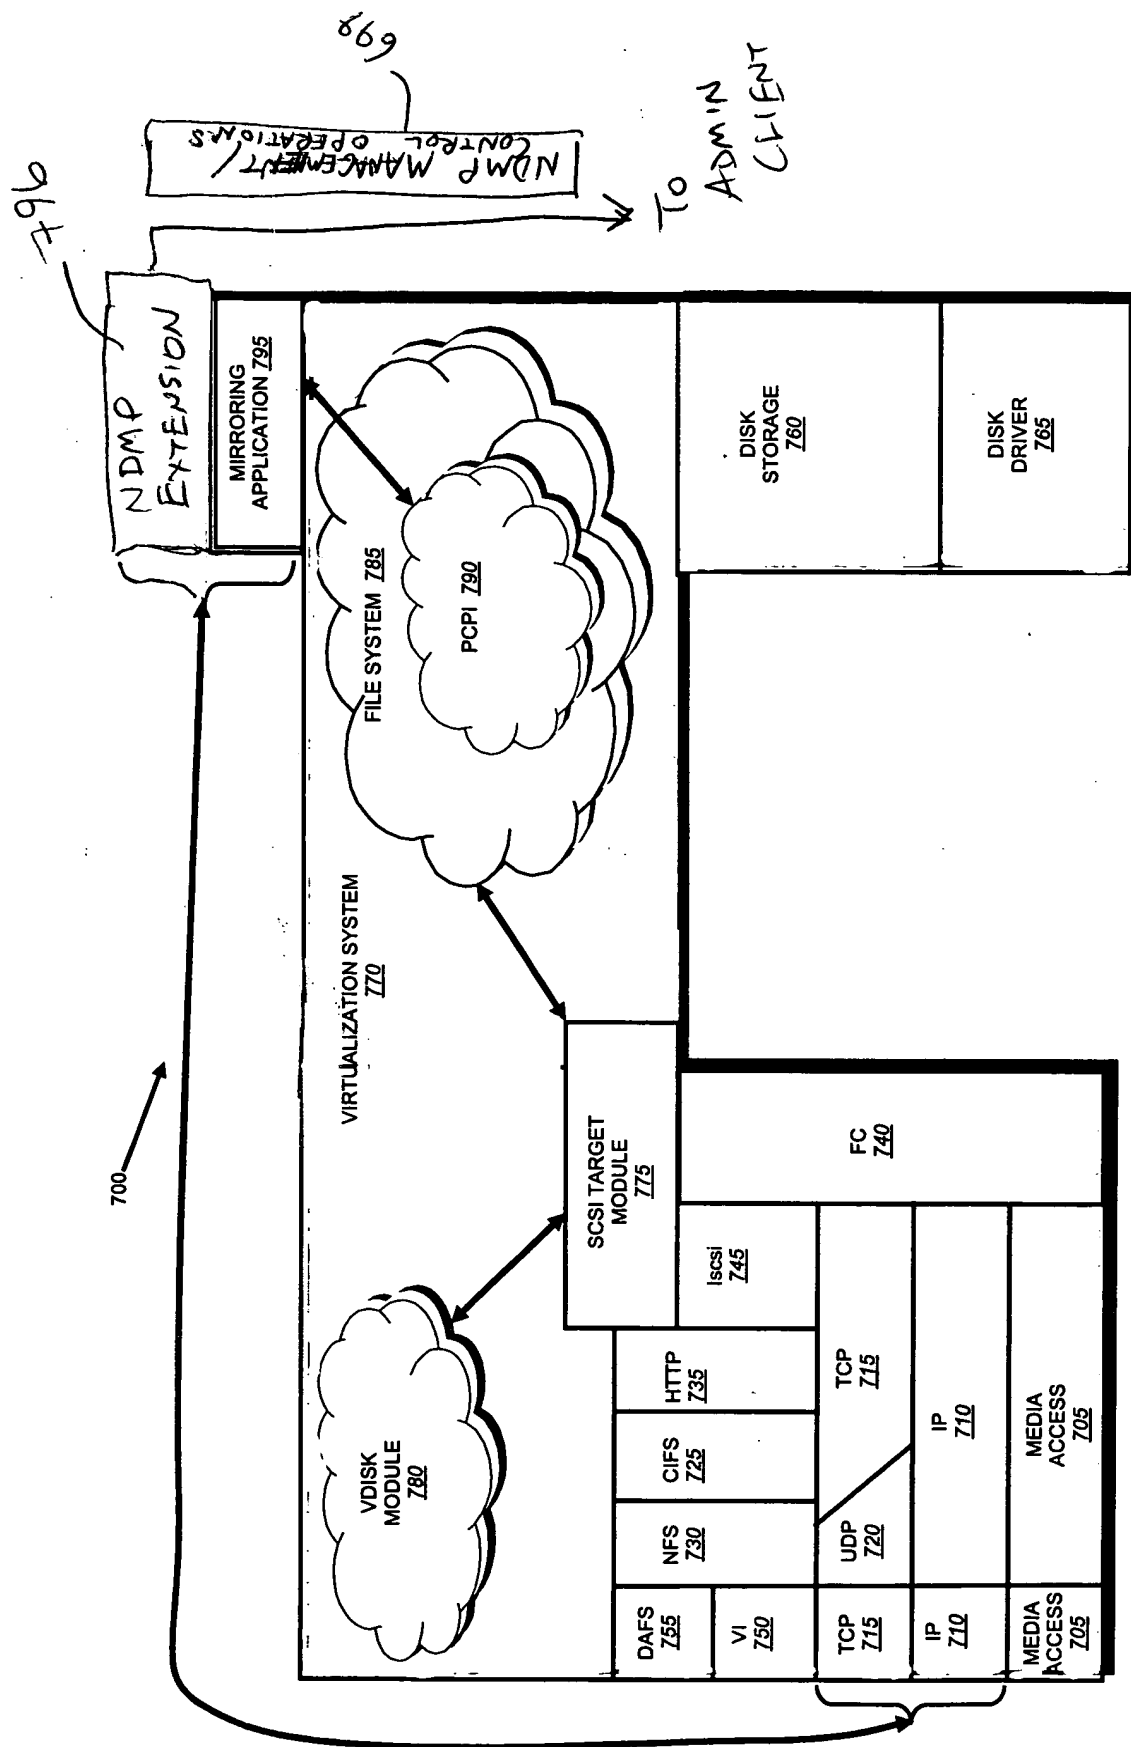 700
796
NDMP
EXTENSION
MIRRORING
APPLICATION 795
NDMP MANAGEMENT/
CONTROL OPERATIONS
698
TO
ADMIN
CLIENT
VIRTUALIZATION SYSTEM
770
VDISK
MODULE
780
FILE SYSTEM 785
PCPI 790
SCSI TARGET
MODULE
775
DAFS
755
VI
750
NFS
730
CIFS
725
HTTP
735
Iscsi
745
FC
740
TCP
715
UDP
720
TCP
715
IP
710
IP
710
MEDIA
ACCESS
705
MEDIA
ACCESS
705
DISK
STORAGE
760
DISK
DRIVER
765